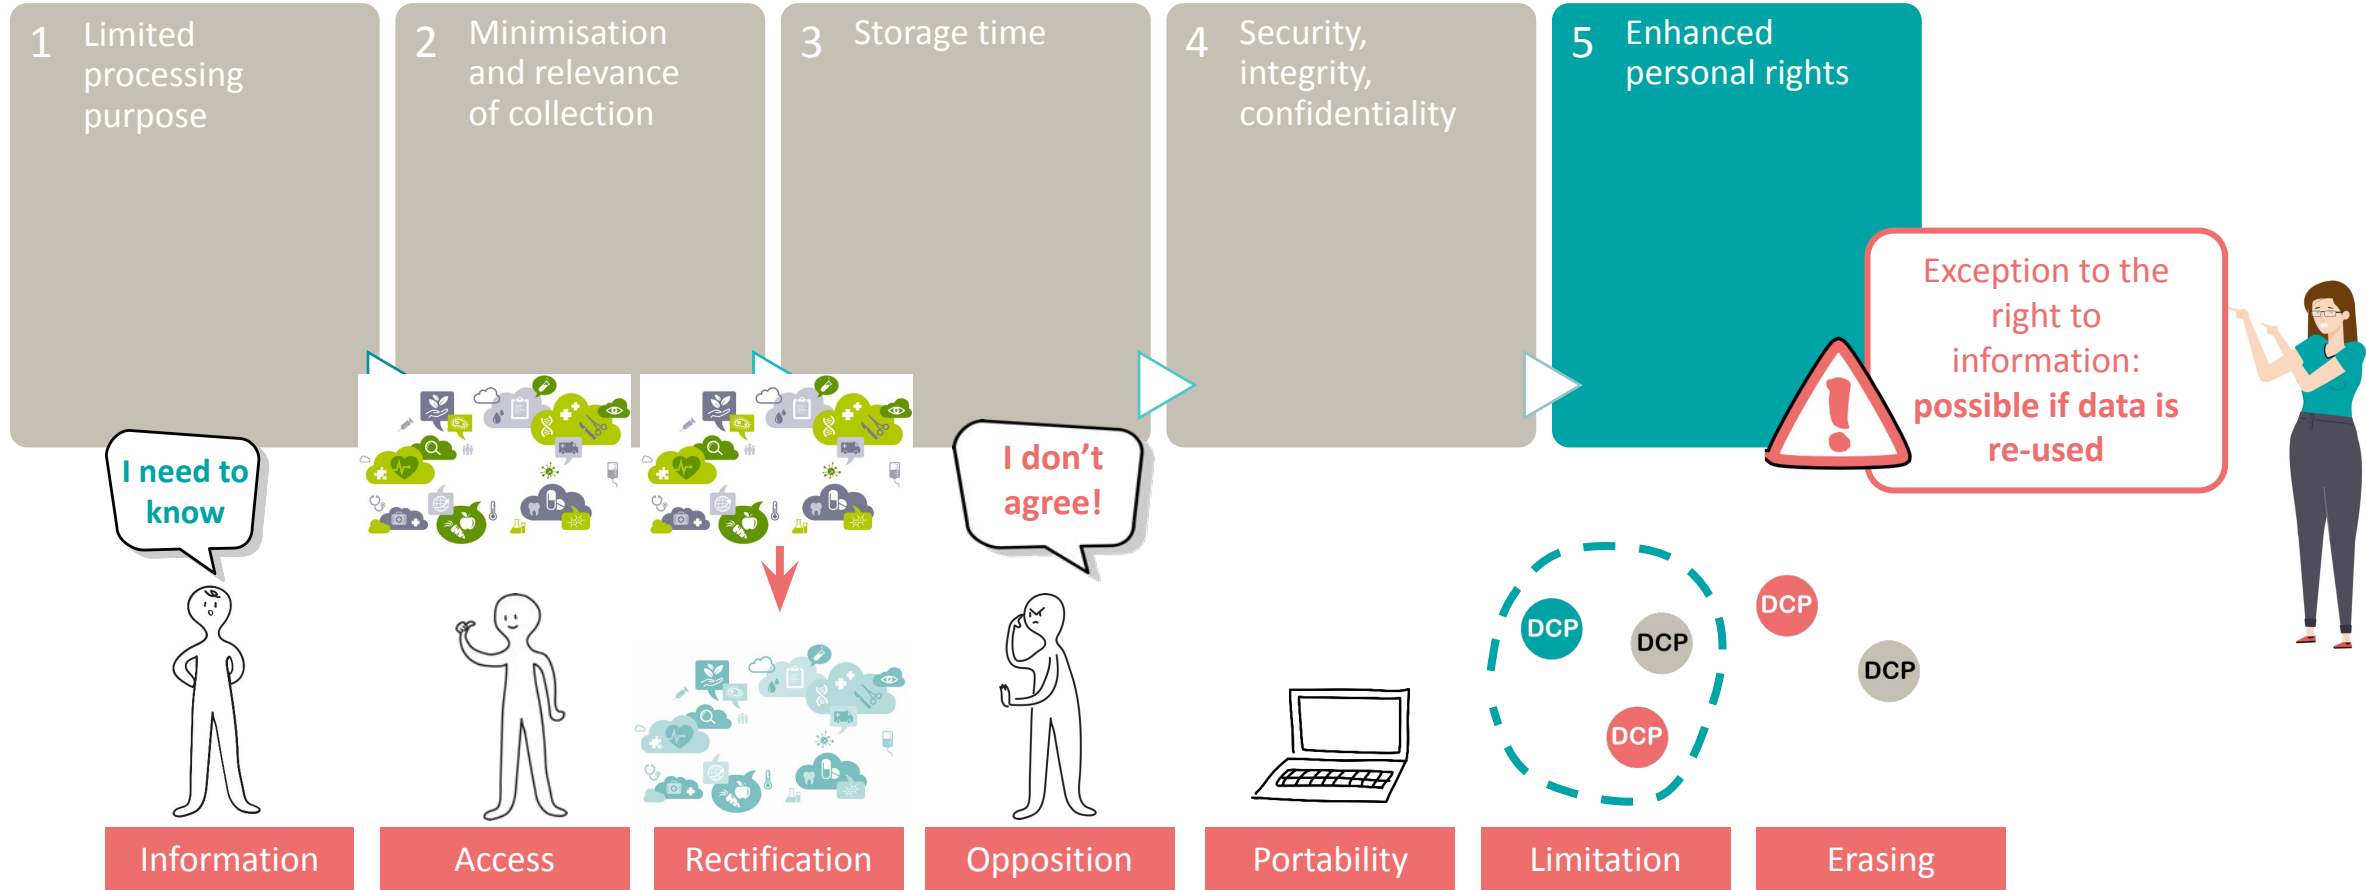 1 Limited
processing
purpose
2 Minimisation
and relevance
of collection
3 Storage time
4 Security,
integrity,
confidentiality
5 Enhanced
personal rights
Exception to the
right to
information:
possible if data is
re-used
I need to
know
I don't
agree!
DCP
DCP
DCP
DCP
DCP
Information
Access
Rectification
Opposition
Portability
Limitation
Erasing